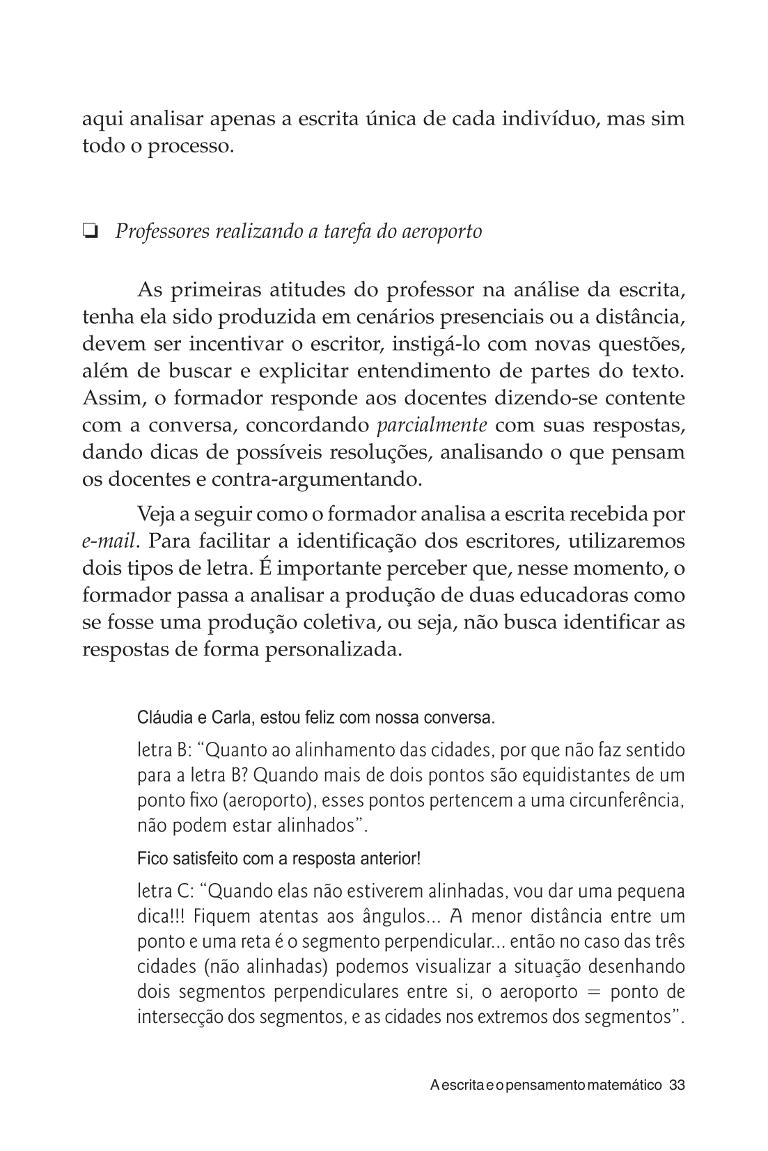 aqui analisar apenas a escrita única de cada indivíduo, mas sim
todo o processo.
❏ Professores realizando a tarefa do aeroporto
As primeiras atitudes do professor na análise da escrita,
tenha ela sido produzida em cenários presenciais ou a distância,
devem ser incentivar o escritor, instigá-lo com novas questões,
além de buscar e explicitar entendimento de partes do texto.
Assim, o formador responde aos docentes dizendo-se contente
com a conversa, concordando parcialmente com suas respostas,
dando dicas de possíveis resoluções, analisando o que pensam
os docentes e contra-argumentando.
Veja a seguir como o formador analisa a escrita recebida por
e-mail. Para facilitar a identificação dos escritores, utilizaremos
dois tipos de letra. É importante perceber que, nesse momento, o
formador passa a analisar a produção de duas educadoras como
se fosse uma produção coletiva, ou seja, não busca identificar as
respostas de forma personalizada.
Cláudia e Carla, estou feliz com nossa conversa.
letra B: “Quanto ao alinhamento das cidades, por que não faz sentido
para a letra B? Quando mais de dois pontos são equidistantes de um
ponto fixo (aeroporto), esses pontos pertencem a uma circunferência,
não podem estar alinhados”.
Fico satisfeito com a resposta anterior!
letra C: “Quando elas não estiverem alinhadas, vou dar uma pequena
dica!!! Fiquem atentas aos ângulos... A menor distância entre um
ponto e uma reta é o segmento perpendicular... então no caso das três
cidades (não alinhadas) podemos visualizar a situação desenhando
dois segmentos perpendiculares entre si, o aeroporto = ponto de
intersecção dos segmentos, e as cidades nos extremos dos segmentos”.
A escrita e o pensamento matemático 33